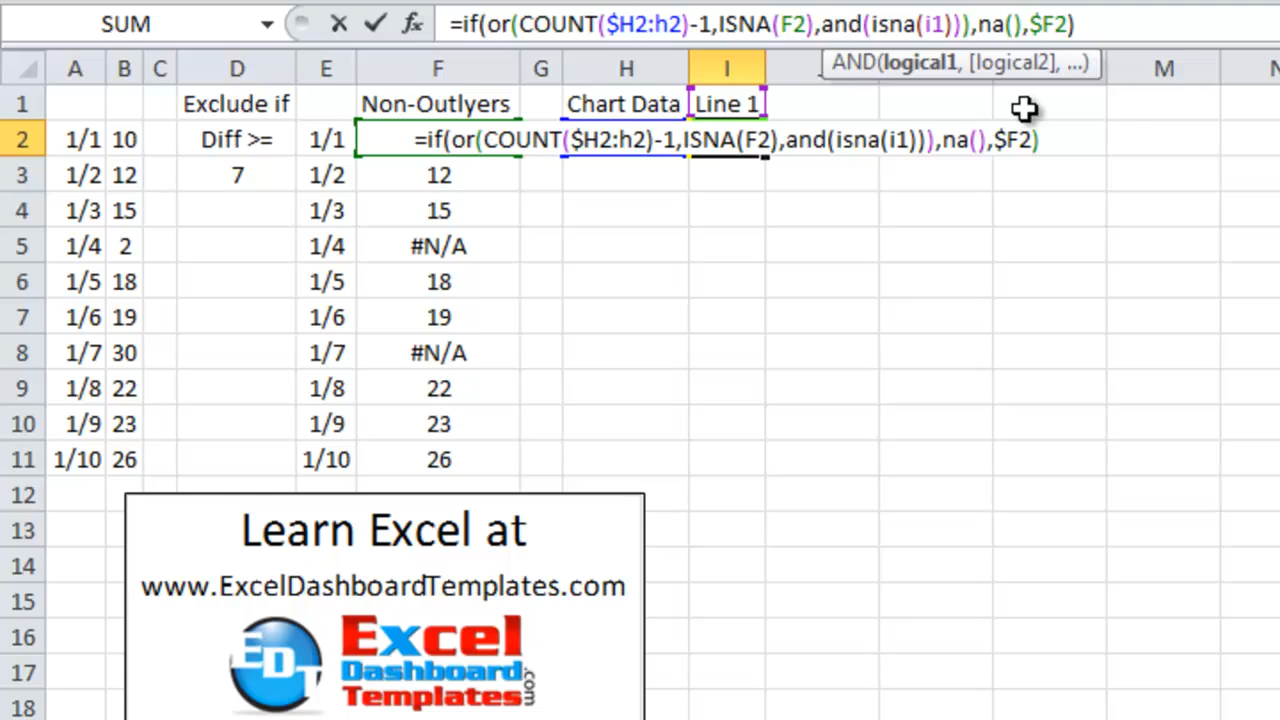 SUM =if(or(COUNT($H2:h2)-1,ISNA(F2),and(isna(i1))),na(),$F2)
AND(logical1, [logical2], ...)
A B C D E F G H I M
1 Exclude if Non-Outlyers Chart Data Line 1
2 1/1 10 Diff >= 1/1 =if(or(COUNT($H2:h2)-1,ISNA(F2),and(isna(i1))),na(),$F2)
3 1/2 12 7 1/2 12
4 1/3 15 1/3 15
5 1/4 2 1/4 #N/A
6 1/5 18 1/5 18
7 1/6 19 1/6 19
8 1/7 30 1/7 #N/A
9 1/8 22 1/8 22
10 1/9 23 1/9 23
11 1/10 26 1/10 26
12
13
14
15
16
17
18
Learn Excel at
www.ExcelDashboardTemplates.com
EDT
Excel
Dashboard
Templates.com